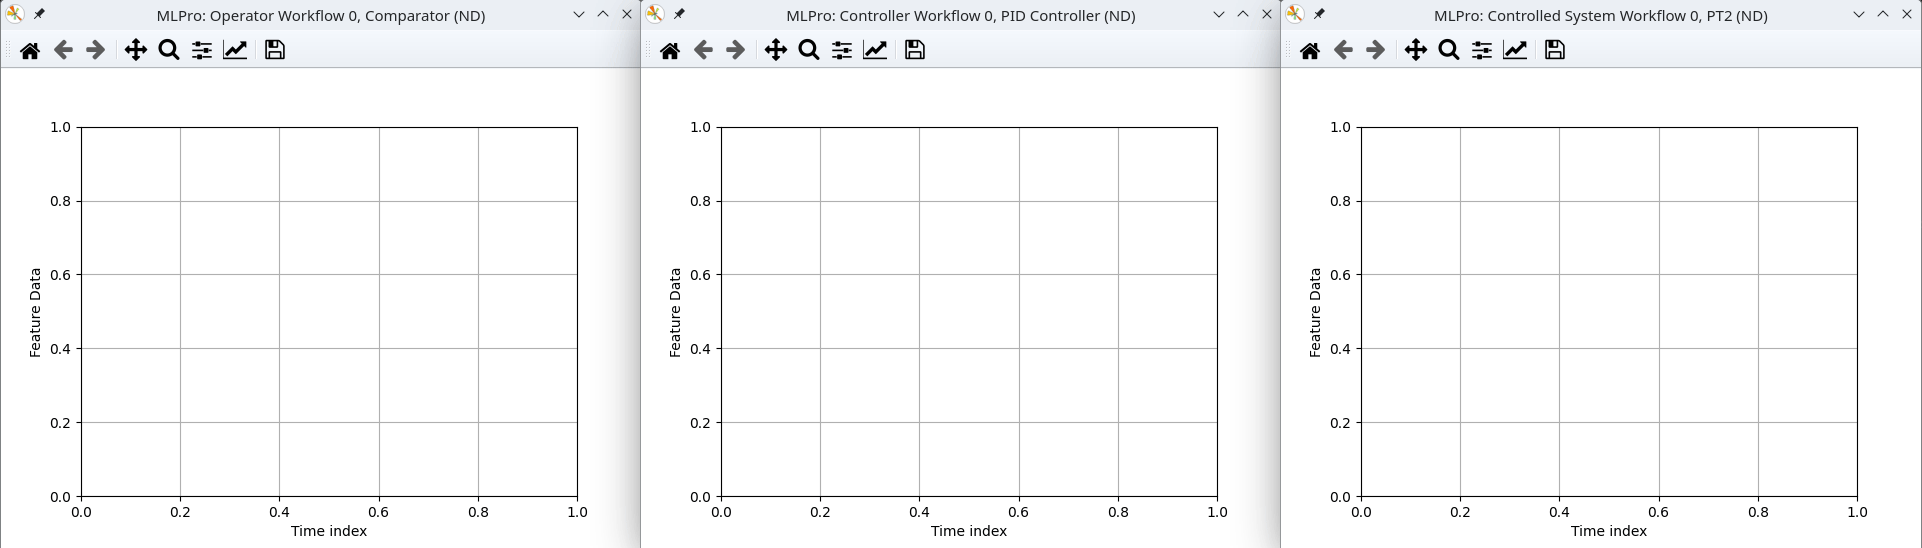 MLPro: Operator Workflow 0, Comparator (ND)
1.0
0.8
0.6
0.4
0.2
0.0
Feature Data
0.0 0.2 0.4 0.6 0.8 1.0
Time index
MLPro: Controller Workflow 0, PID Controller (ND)
1.0
0.8
0.6
0.4
0.2
0.0
Feature Data
0.0 0.2 0.4 0.6 0.8 1.0
Time index
MLPro: Controlled System Workflow 0, PT2 (ND)
1.0
0.8
0.6
0.4
0.2
0.0
Feature Data
0.0 0.2 0.4 0.6 0.8 1.0
Time index